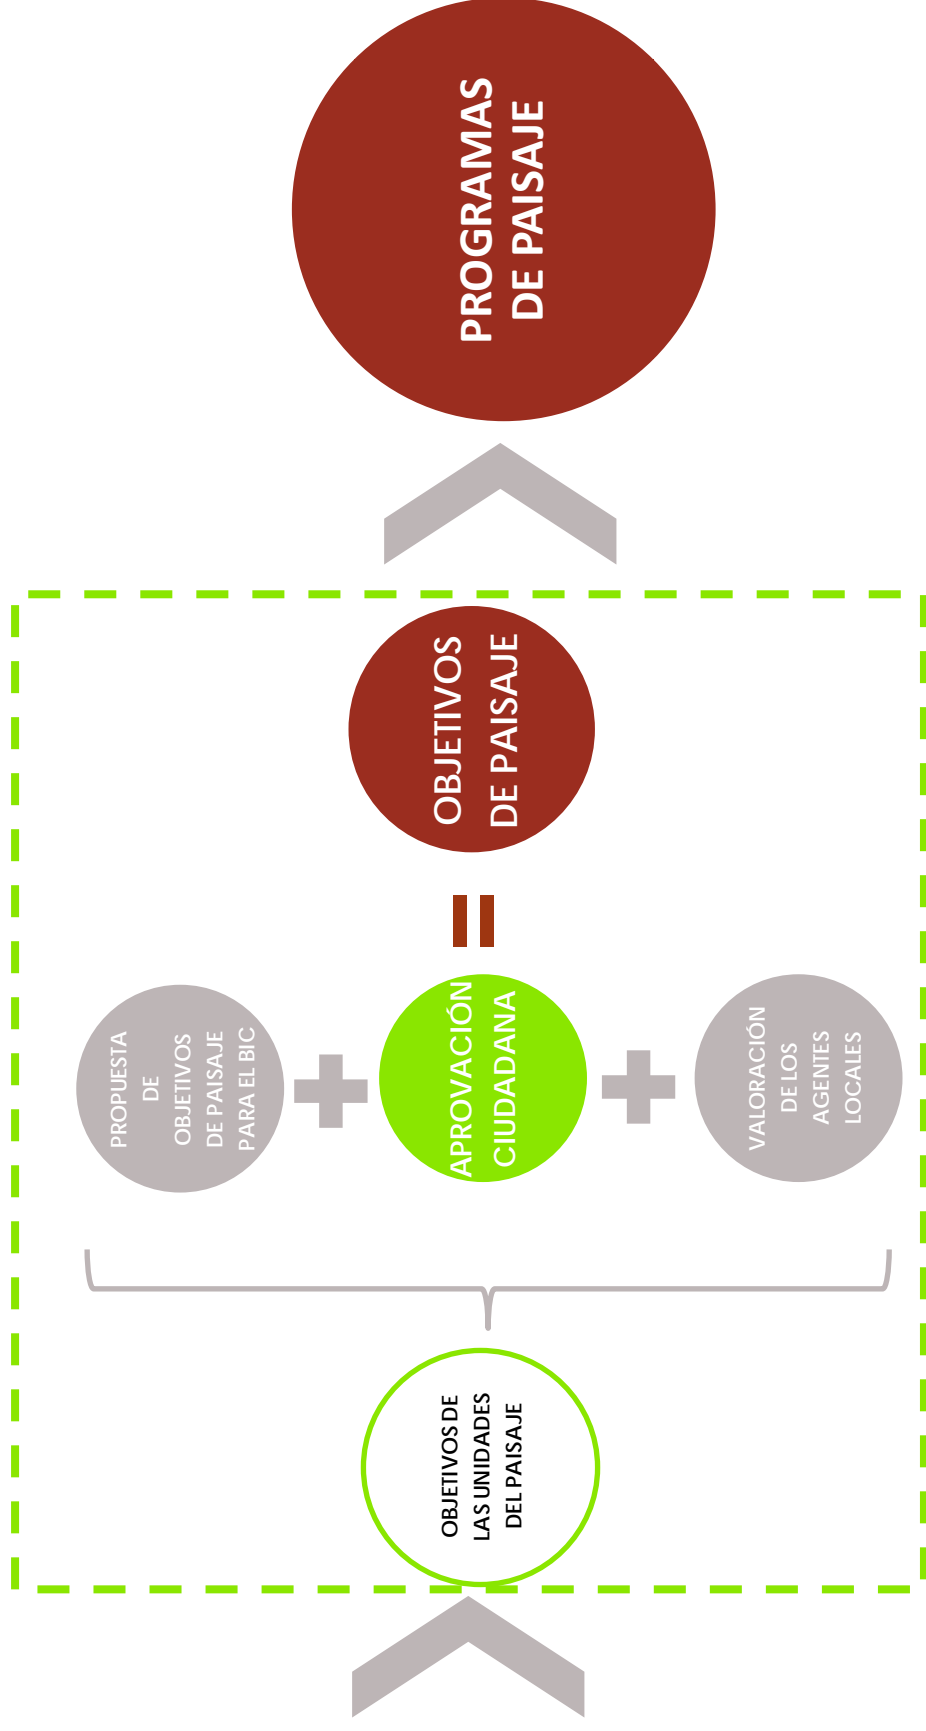 OBJETIVOS DE
LAS UNIDADES
DEL PAISAJE
PROPUESTA
DE
OBJETIVOS
DE PAISAJE
PARA EL BIC
APROVACIÓN
CIUDADANA
VALORACIÓN
DE LOS
AGENTES
LOCALES
OBJETIVOS
DE PAISAJE
PROGRAMAS
DE PAISAJE